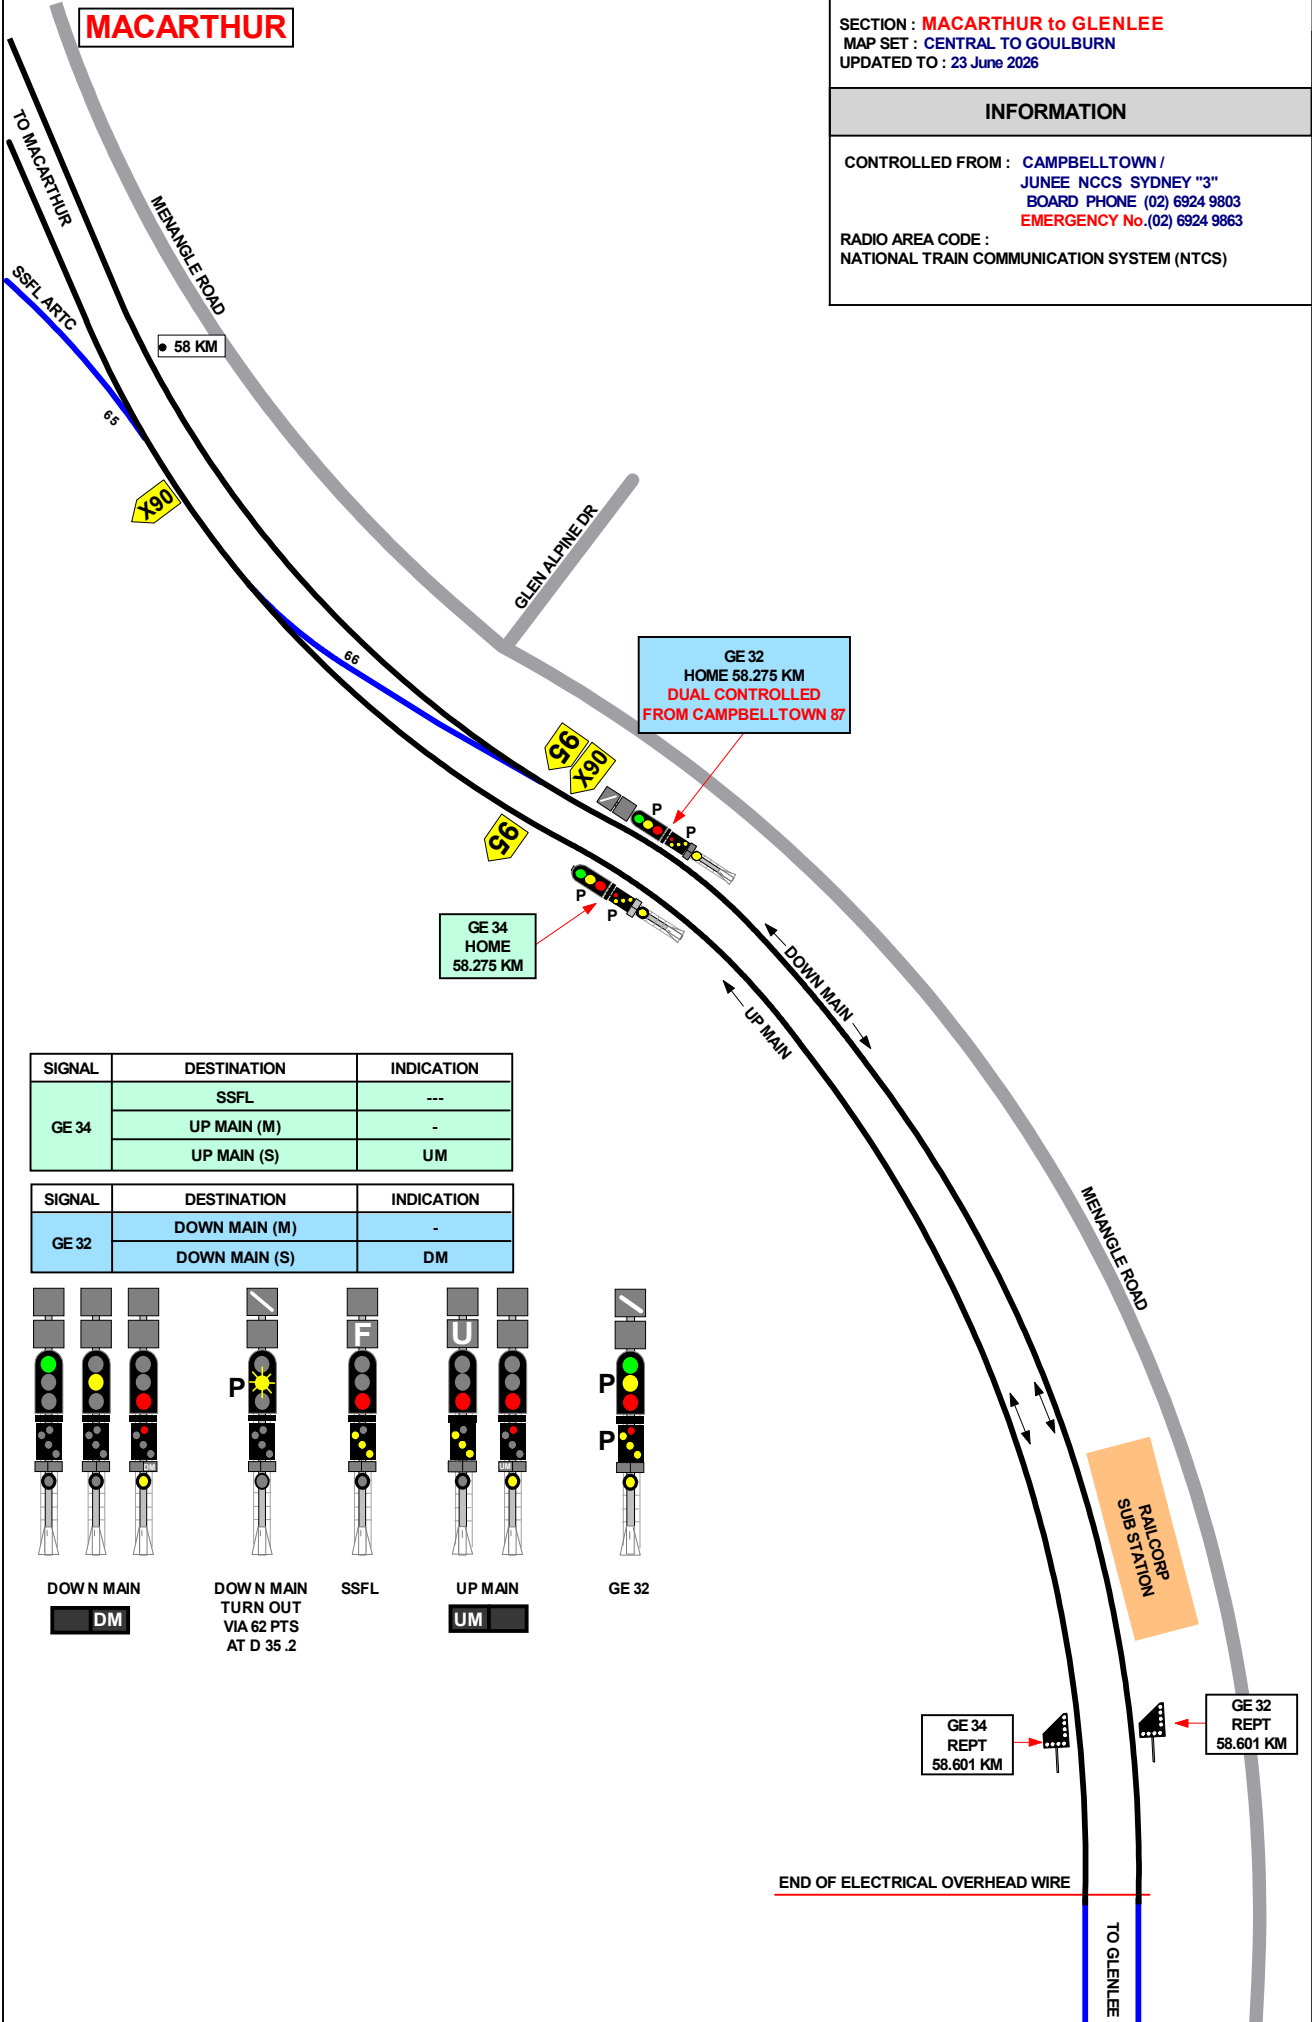 MACARTHUR
SECTION : MACARTHUR to GLENLEE
MAP SET : CENTRAL TO GOULBURN
UPDATED TO : 23 June 2026
INFORMATION
CONTROLLED FROM : CAMPBELLTOWN /
JUNEE NCCS SYDNEY "3"
BOARD PHONE (02) 6924 9803
EMERGENCY No.(02) 6924 9863
RADIO AREA CODE :
NATIONAL TRAIN COMMUNICATION SYSTEM (NTCS)
TO MACARTHUR
MENANGLE ROAD
SSFL ARTC
58 KM
65
X90
GLEN ALPINE DR
66
GE 32
HOME 58.275 KM
DUAL CONTROLLED
FROM CAMPBELLTOWN 87
95
X90
P
P
95
P
P
GE 34
HOME
58.275 KM
DOWN MAIN
UP MAIN
SIGNAL DESTINATION INDICATION
GE 34 SSFL ---
UP MAIN (M) -
UP MAIN (S) UM
SIGNAL DESTINATION INDICATION
GE 32 DOWN MAIN (M) -
DOWN MAIN (S) DM
MENANGLE ROAD
F
U
P
P
P
DM
UM
DOWN MAIN
DM
DOWN MAIN
TURN OUT
VIA 62 PTS
AT D 35 .2
SSFL
UP MAIN
UM
GE 32
RAILCORP
SUB STATION
GE 34
REPT
58.601 KM
GE 32
REPT
58.601 KM
END OF ELECTRICAL OVERHEAD WIRE
TO GLENLEE